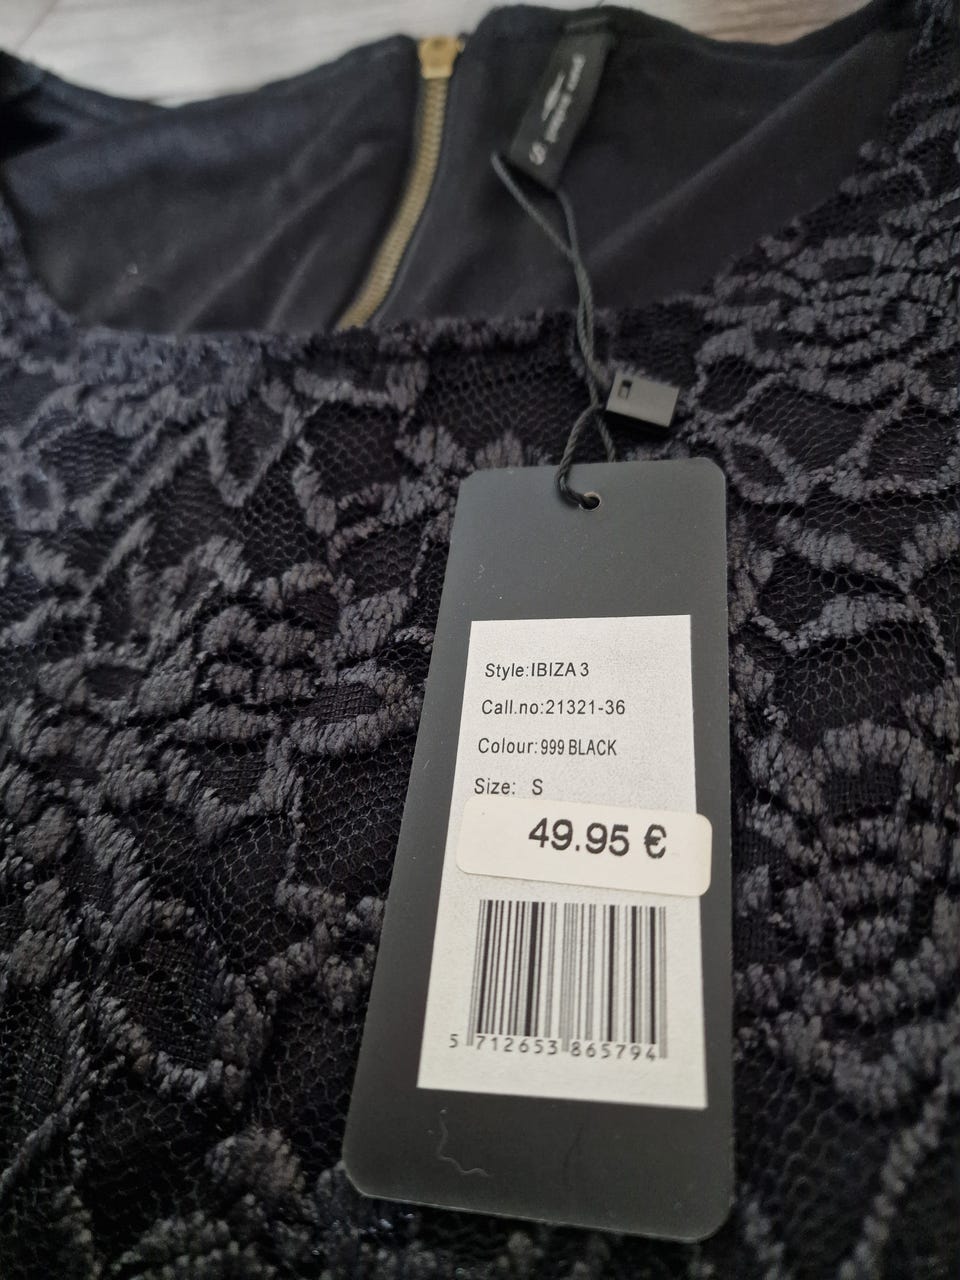 Style:IBIZA 3
Call.no:21321-36
Colour: 999 BLACK
Size: S
49.95 €
5 712653 865794
S